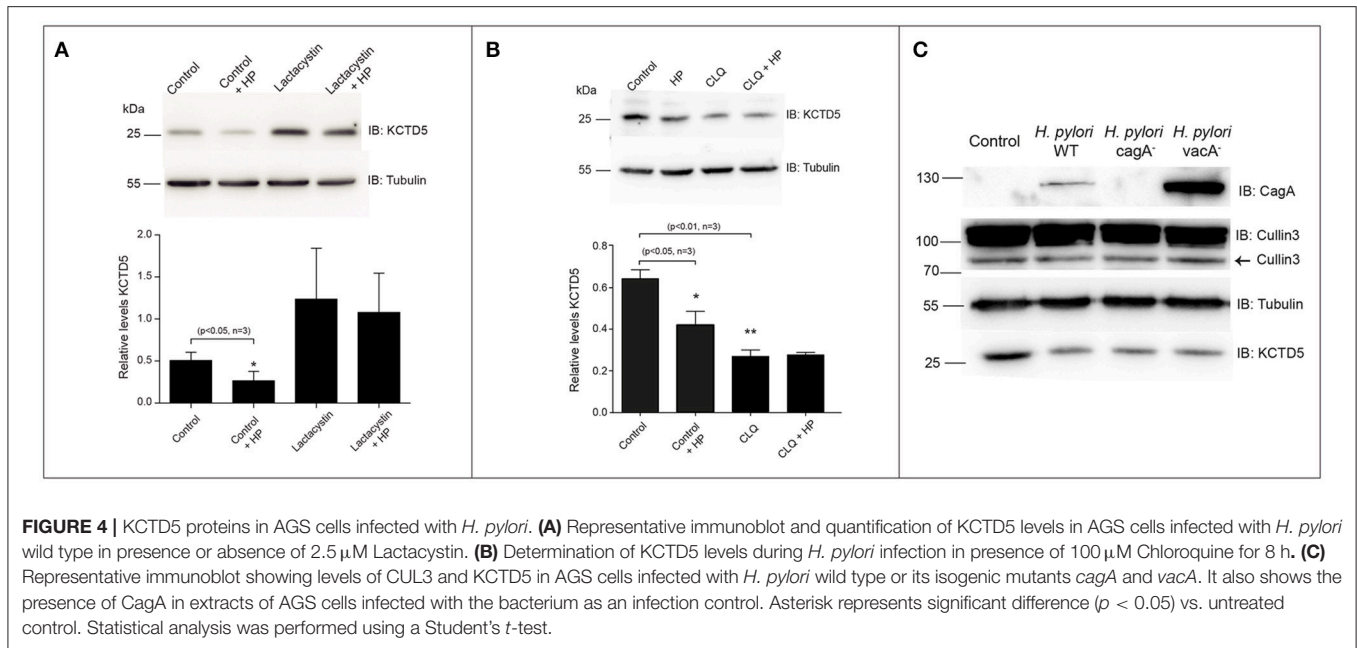 A
Control
Control + HP
Lactacystin
Lactacystin + HP
kDa
25
IB: KCTD5
55
IB: Tubulin
Relative levels KCTD5
2.0
1.5
1.0
0.5
0.0
(p<0.05, n=3)
*
Control
Control + HP
Lactacystin
Lactacystin + HP
B
Control
HP
CLQ
CLQ + HP
kDa
25
IB: KCTD5
55
IB: Tubulin
Relative levels KCTD5
0.8
0.6
0.4
0.2
0.0
(p<0.01, n=3)
(p<0.05, n=3)
*
**
Control
Control + HP
CLQ
CLQ + HP
C
Control
H. pylori WT
H. pylori cagA-
H. pylori vacA-
130
IB: CagA
100
IB: Cullin3
← Cullin3
70
55
IB: Tubulin
25
IB: KCTD5
FIGURE 4 | KCTD5 proteins in AGS cells infected with H. pylori. (A) Representative immunoblot and quantification of KCTD5 levels in AGS cells infected with H. pylori
wild type in presence or absence of 2.5 μM Lactacystin. (B) Determination of KCTD5 levels during H. pylori infection in presence of 100 μM Chloroquine for 8 h. (C)
Representative immunoblot showing levels of CUL3 and KCTD5 in AGS cells infected with H. pylori wild type or its isogenic mutants cagA and vacA. It also shows the
presence of CagA in extracts of AGS cells infected with the bacterium as an infection control. Asterisk represents significant difference (p < 0.05) vs. untreated
control. Statistical analysis was performed using a Student's t-test.